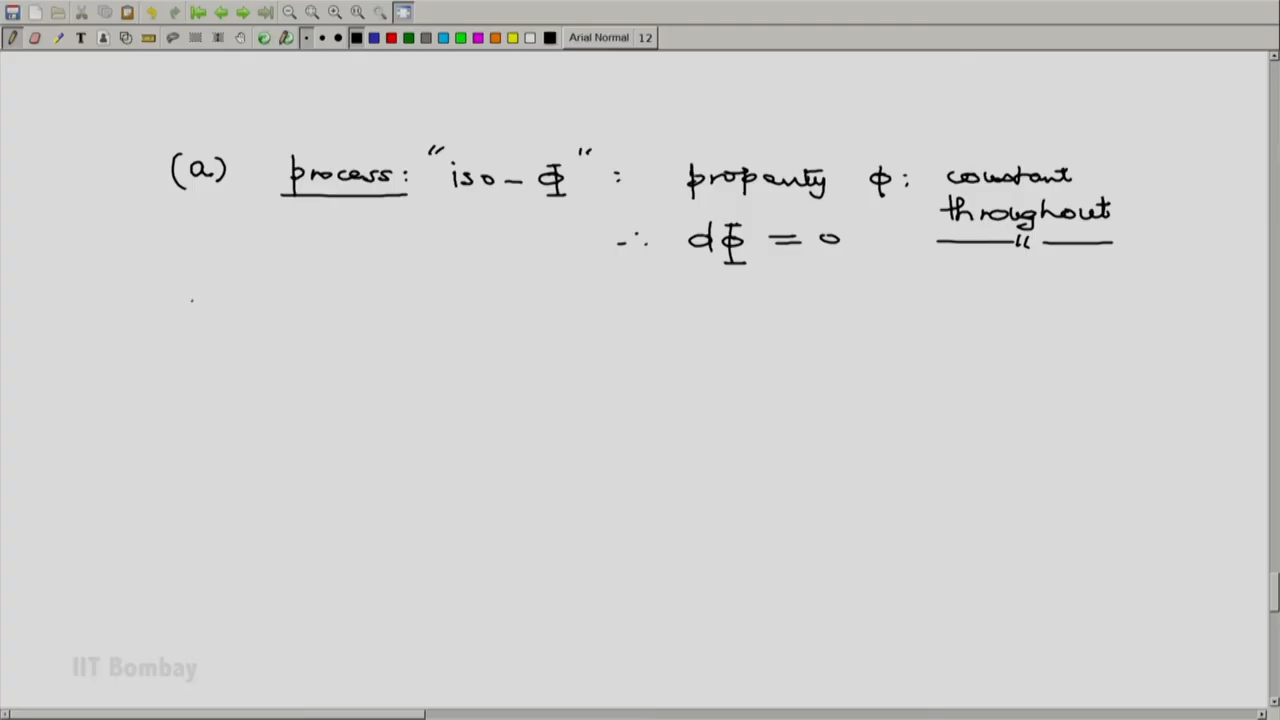 Arial Normal 12
(a) process: "iso-Φ" : property φ: constant
throughout
∴ dΦ = 0
IIT Bombay